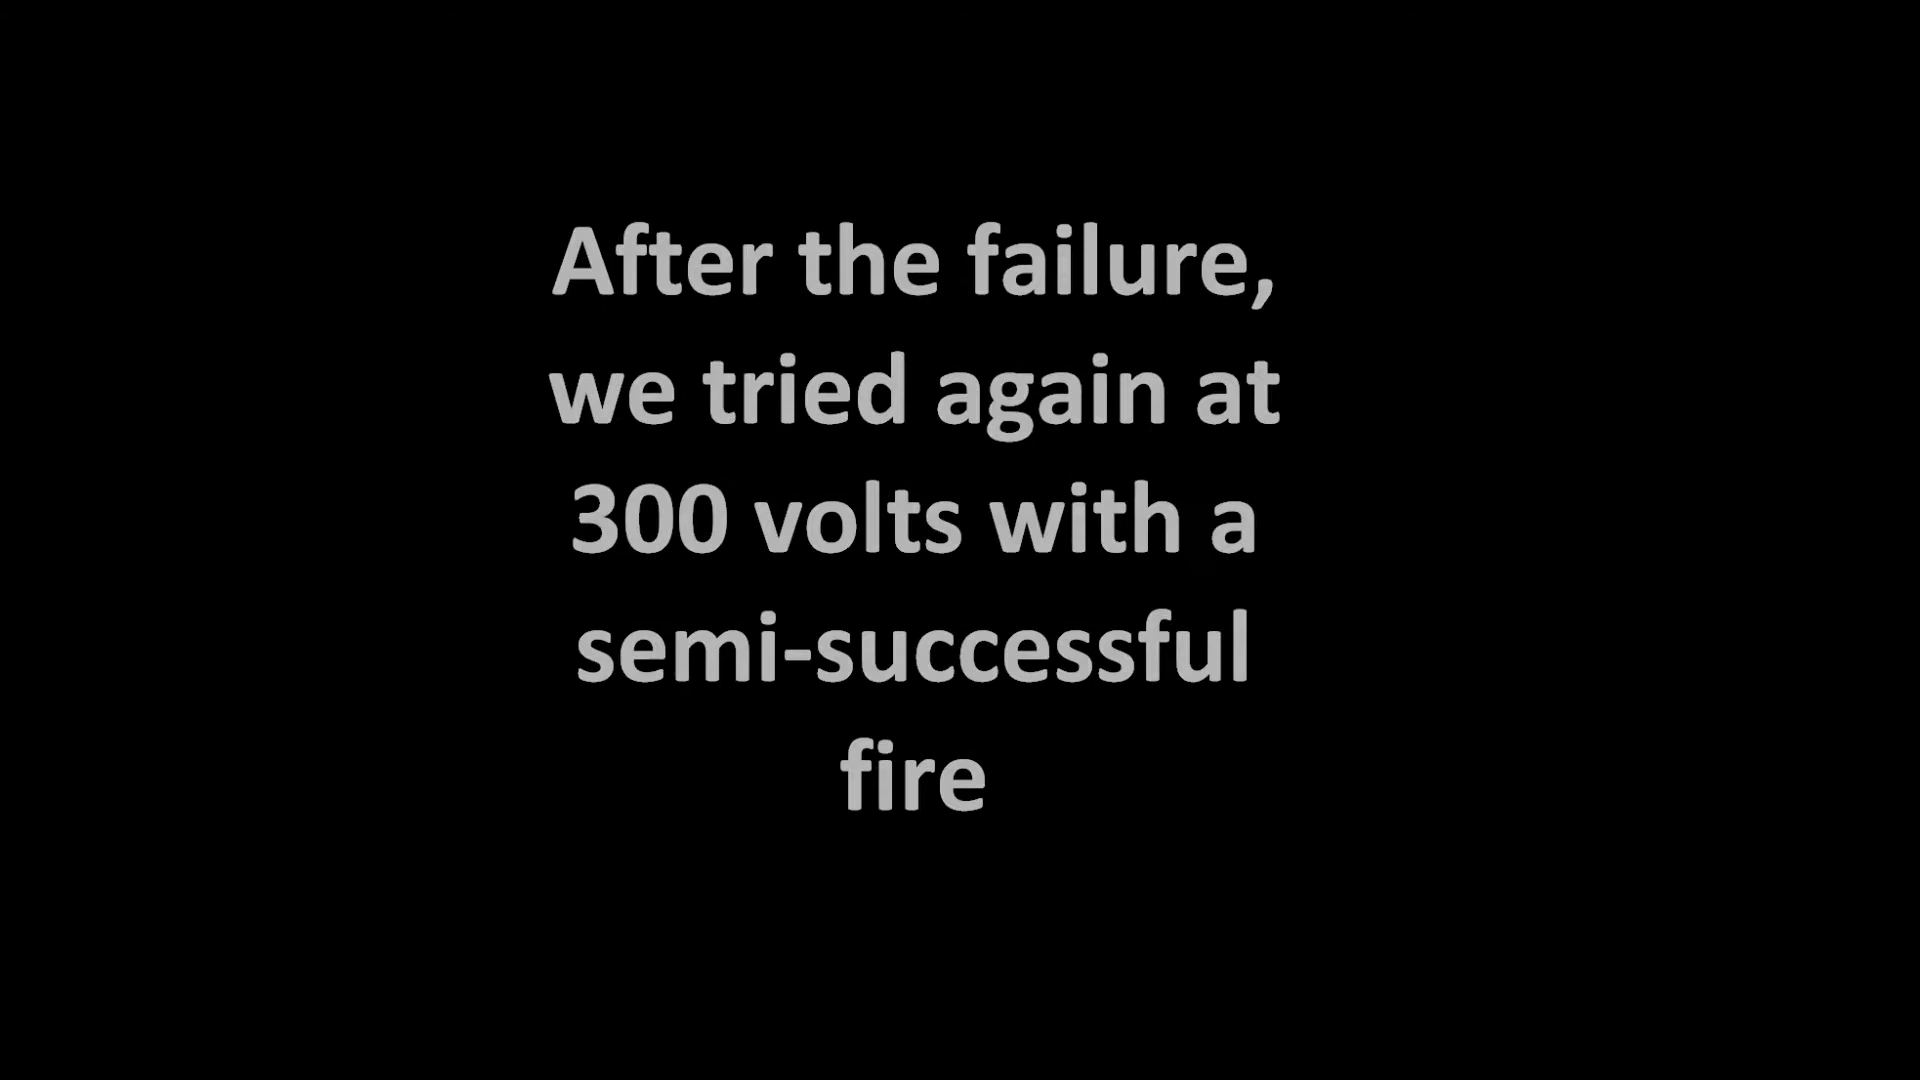 After the failure,
we tried again at
300 volts with a
semi-successful
fire